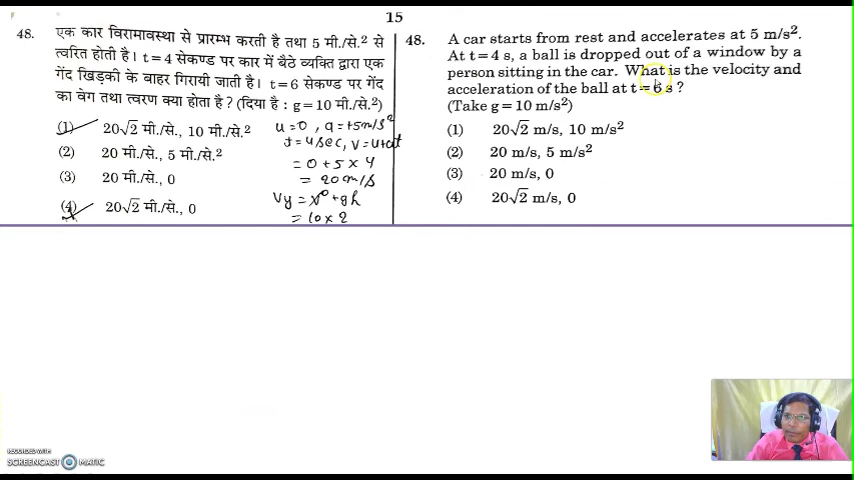 15
48.
एक कार विरामावस्था से प्रारम्भ करती है तथा 5 मी./से.² से
त्वरित होती है। t = 4 सेकण्ड पर कार में बैठे व्यक्ति द्वारा एक
गेंद खिड़की के बाहर गिरायी जाती है। t = 6 सेकण्ड पर गेंद
का वेग तथा त्वरण क्या होता है? (दिया है : g = 10 मी./से.²)
(1) 20√2 मी./से., 10 मी./से.²
(2) 20 मी./से., 5 मी./से.²
(3) 20 मी./से., 0
(4) 20√2 मी./से., 0
u = 0, a = +5m/s²
t = 4 sec, v = u + at
= 0 + 5 × 4
= 20 m/s
Vy = + gh
= 10 × 2
48.
A car starts from rest and accelerates at 5 m/s².
At t = 4 s, a ball is dropped out of a window by a
person sitting in the car. What is the velocity and
acceleration of the ball at t = 6 s ?
(Take g = 10 m/s²)
(1) 20√2 m/s, 10 m/s²
(2) 20 m/s, 5 m/s²
(3) 20 m/s, 0
(4) 20√2 m/s, 0
RECORDED WITH
SCREENCAST MATIC